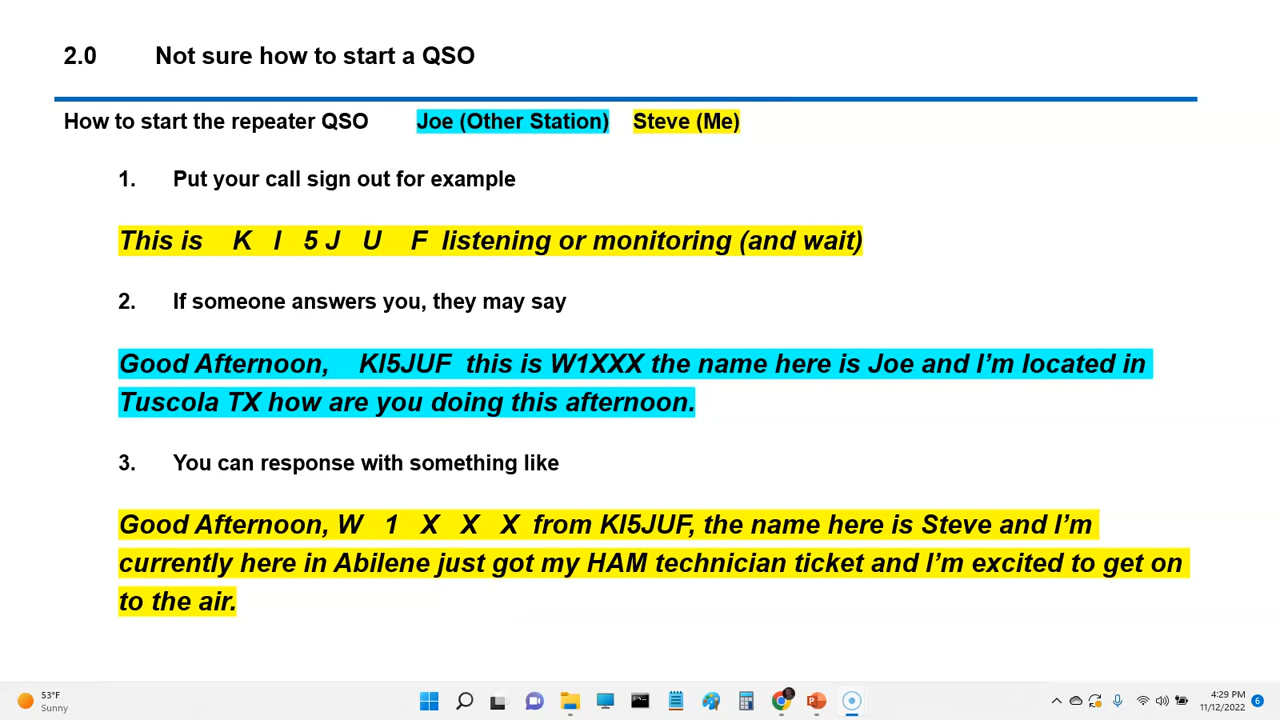 2.0 Not sure how to start a QSO
How to start the repeater QSO Joe (Other Station) Steve (Me)
1. Put your call sign out for example
This is K I 5 J U F listening or monitoring (and wait)
2. If someone answers you, they may say
Good Afternoon, KI5JUF this is W1XXX the name here is Joe and I’m located in
Tuscola TX how are you doing this afternoon.
3. You can response with something like
Good Afternoon, W 1 X X X from KI5JUF, the name here is Steve and I’m
currently here in Abilene just got my HAM technician ticket and I’m excited to get on
to the air.
53°F
Sunny
4:29 PM
11/12/2022
6